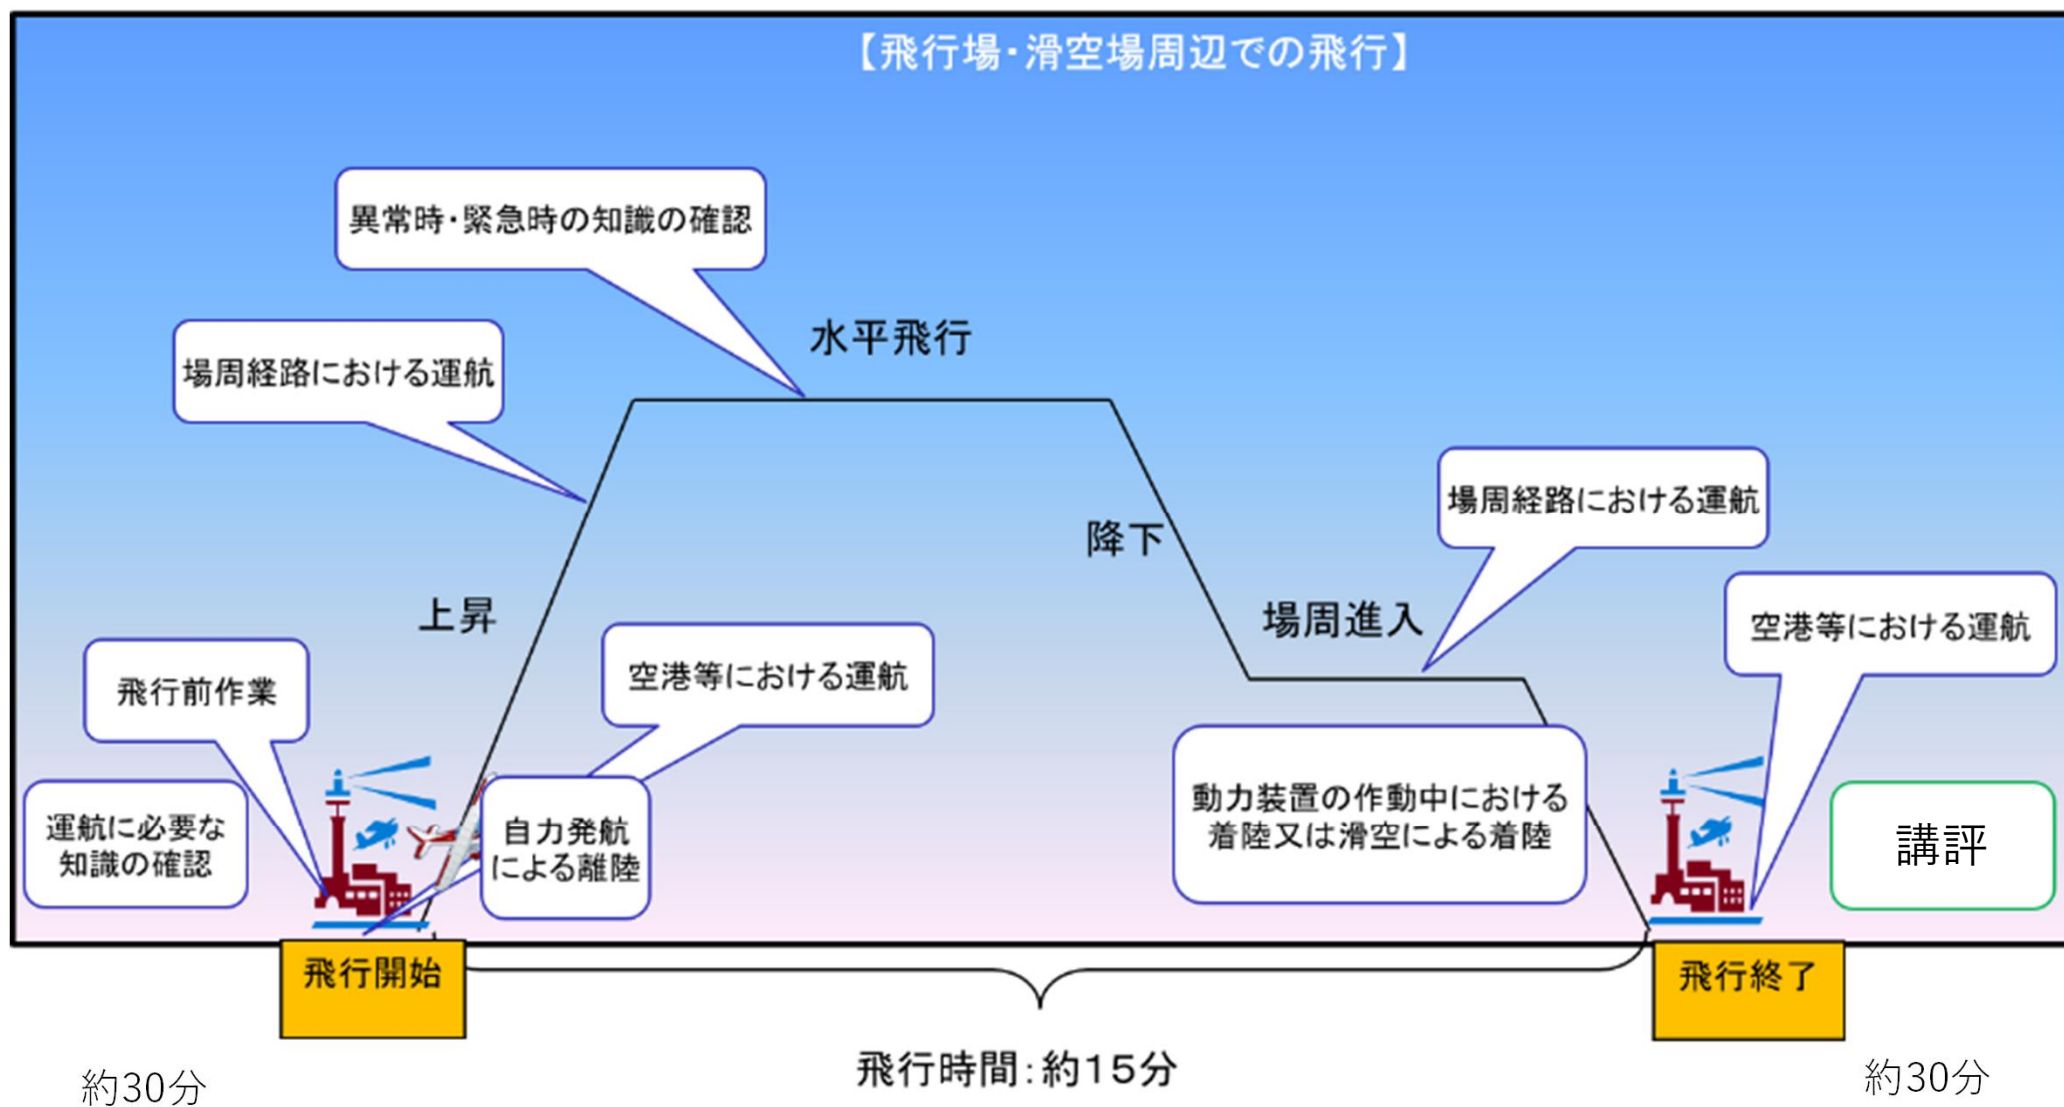 【飛行場・滑空場周辺での飛行】
異常時・緊急時の知識の確認
水平飛行
場周経路における運航
場周経路における運航
降下
上昇
場周進入
空港等における運航
空港等における運航
飛行前作業
運航に必要な
知識の確認
自力発航
による離陸
動力装置の作動中における
着陸又は滑空による着陸
講評
飛行開始
飛行終了
飛行時間:約15分
約30分
約30分